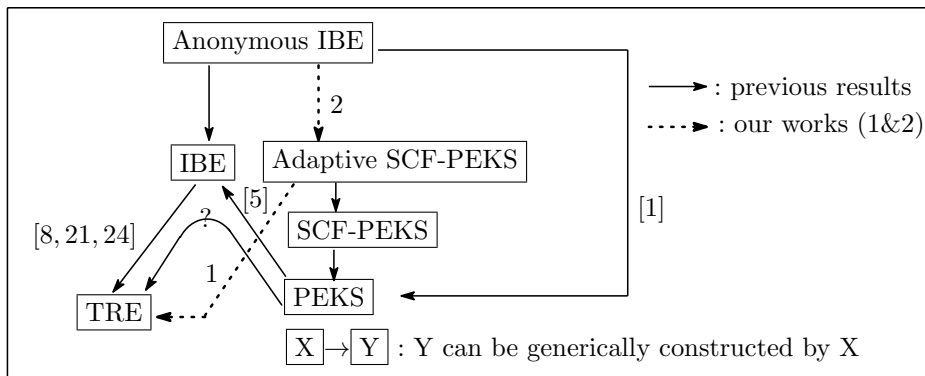 Anonymous IBE
2
: previous results
: our works (1&2)
IBE
Adaptive SCF-PEKS
[5]
[1]
?
SCF-PEKS
[8, 21, 24]
1
PEKS
TRE
X → Y : Y can be generically constructed by X